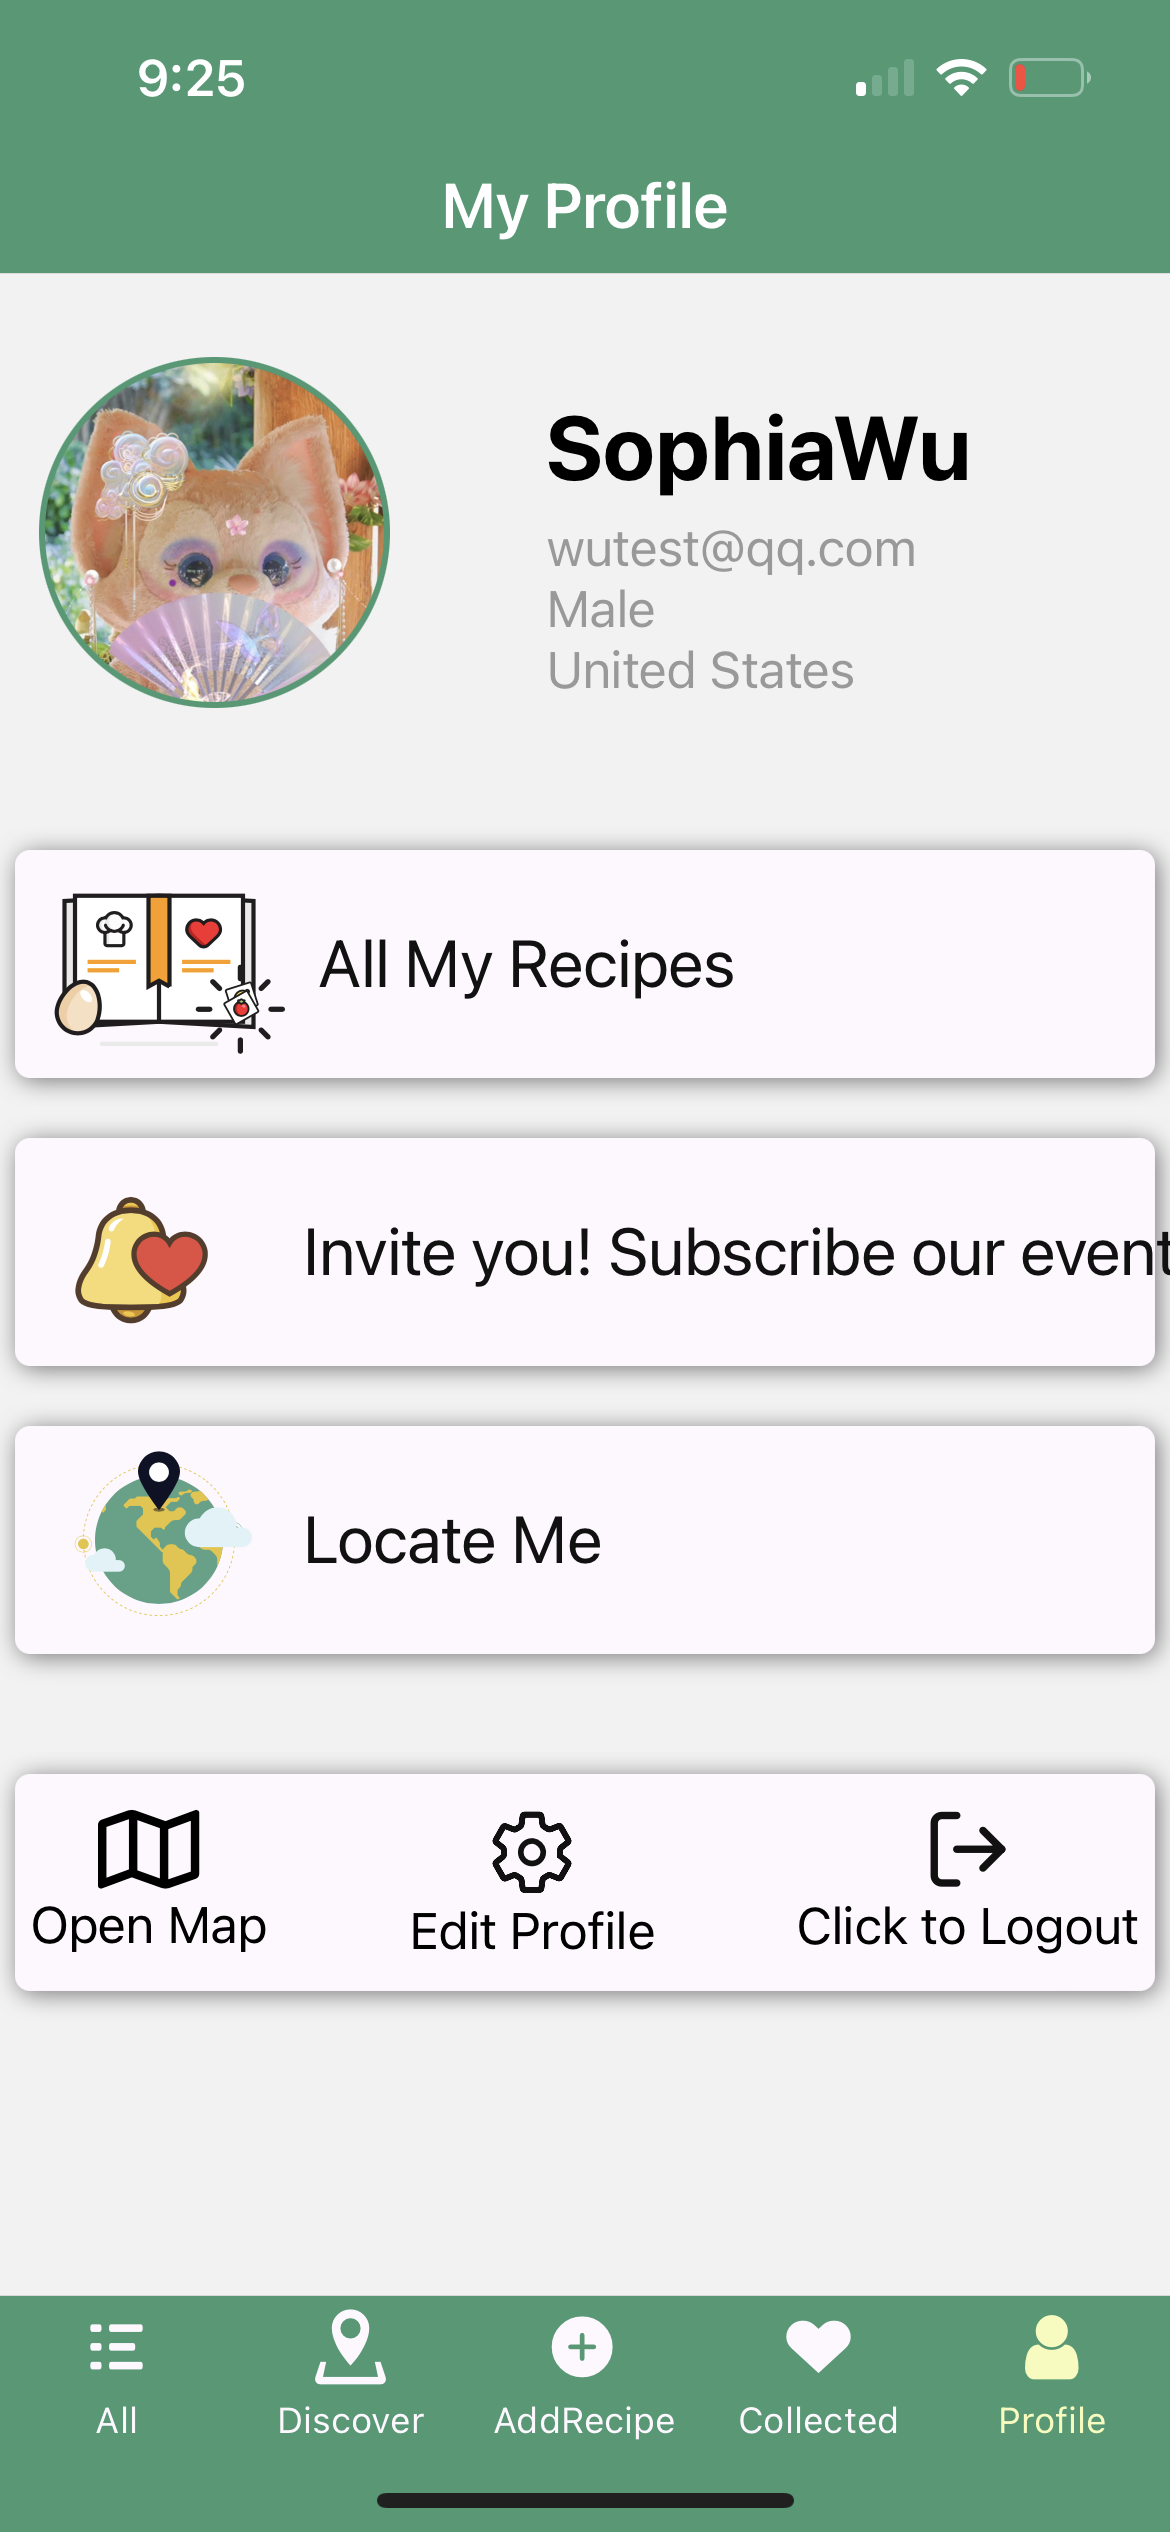 9:25
My Profile
SophiaWu
wutest@qq.com
Male
United States
All My Recipes
Invite you! Subscribe our event
Locate Me
Open Map
Edit Profile
Click to Logout
All
Discover
AddRecipe
Collected
Profile